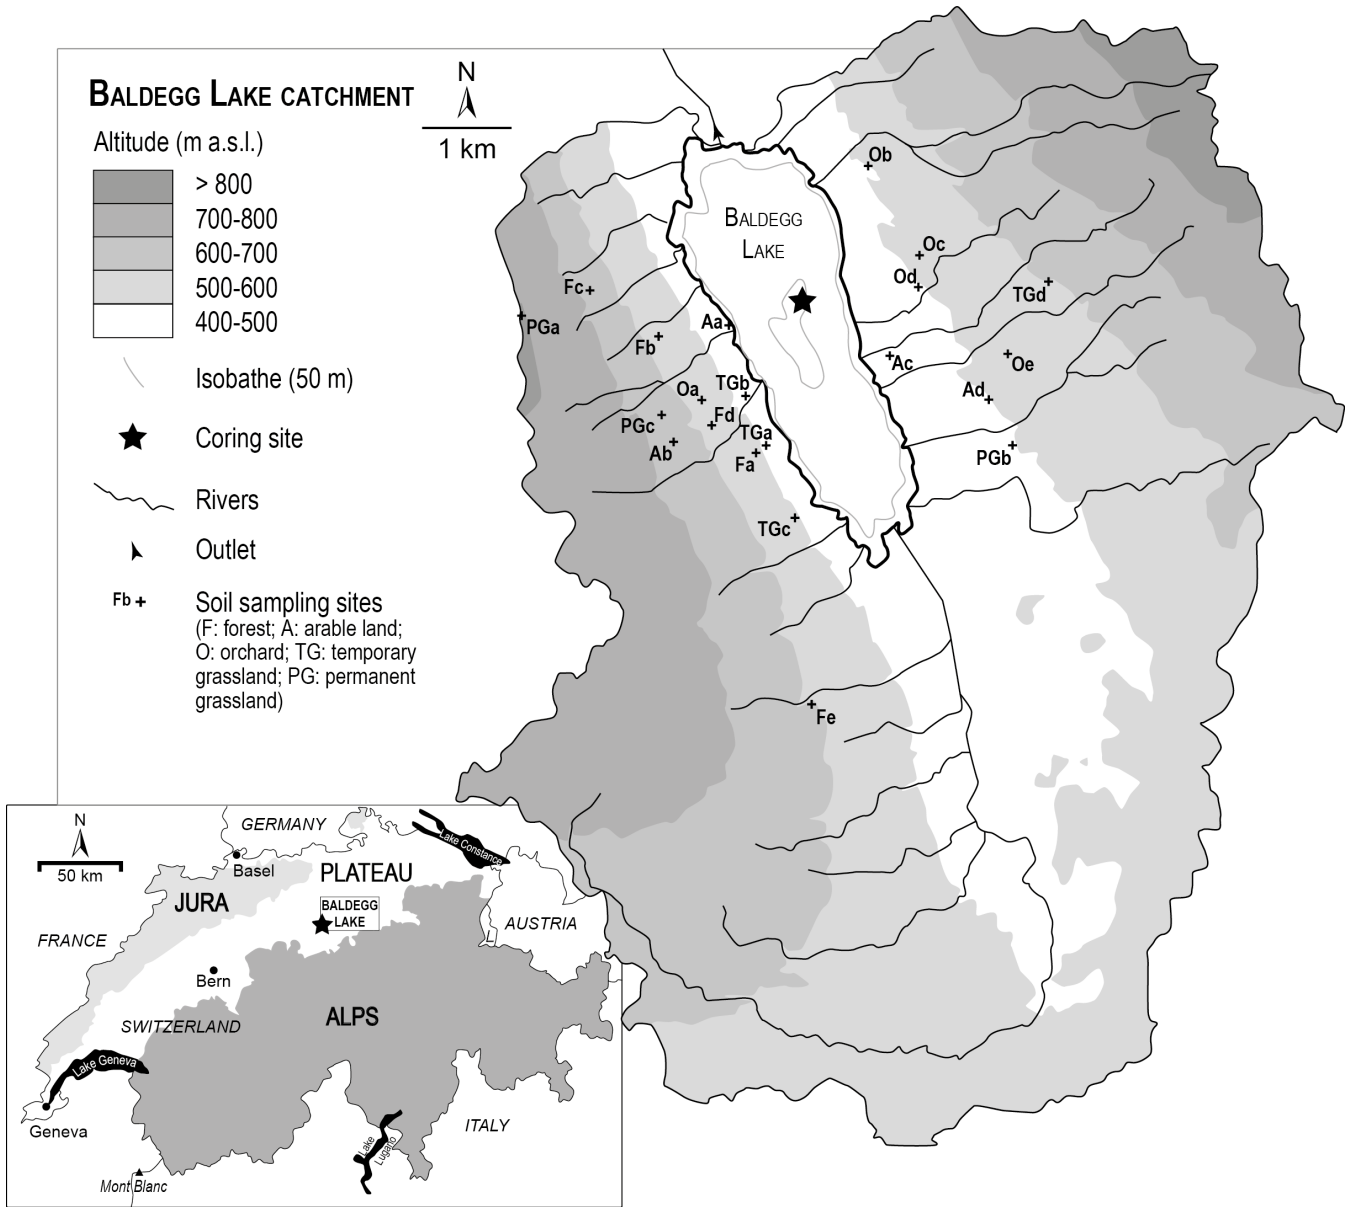 BALDEGG LAKE CATCHMENT
N
1 km
Altitude (m a.s.l.)
> 800
700-800
600-700
500-600
400-500
Isobathe (50 m)
Coring site
Rivers
Outlet
Fb
Soil sampling sites
(F: forest; A: arable land;
O: orchard; TG: temporary
grassland; PG: permanent
grassland)
BALDEGG
LAKE
Ob
Oc
Od
TGd
Fc
PGa
Aa
Fb
Ac
Oe
Oa
TGb
Ad
PGc
Fd
TGa
Ab
Fa
PGb
TGc
Fe
N
50 km
GERMANY
Basel
Lake Constance
PLATEAU
JURA
BALDEGG
LAKE
FRANCE
AUSTRIA
L
Bern
SWITZERLAND
ALPS
Lake Geneva
Geneva
Lake
Lugano
ITALY
Mont Blanc